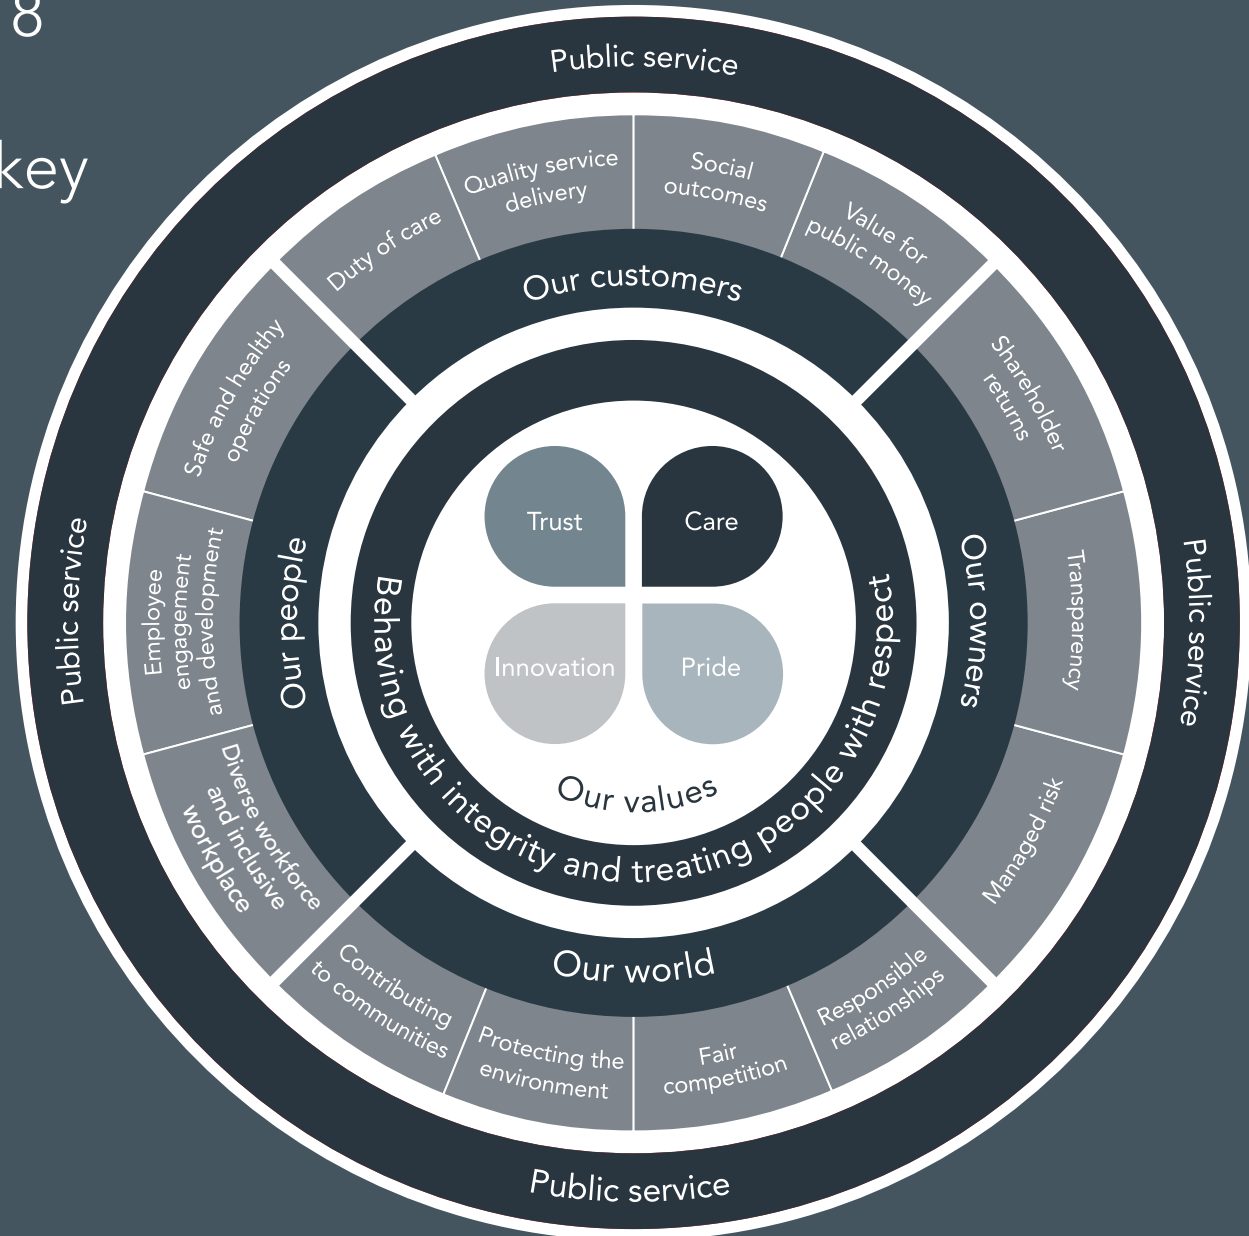 8
key
Public service
Quality service
delivery
Social
outcomes
Duty of care
Value for
public money
Our customers
Safe and healthy
operations
Shareholder
returns
Trust
Care
Public service
Employee
engagement
and development
Our people
Our owners
Transparency
Public service
Innovation
Pride
Our values
Behaving with integrity and treating people with respect
Diverse workforce
and inclusive
workplace
Managed risk
Our world
Contributing
to communities
Protecting the
environment
Fair
competition
Responsible
relationships
Public service